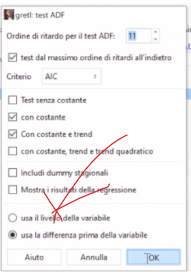 gretl: test ADF
Ordine di ritardo per il test ADF: 11
test dal massimo ordine di ritardi all'indietro
Criterio AIC
Test senza costante
con costante
Con costante e trend
con costante, trend e trend quadratico
Includi dummy stagionali
Mostra i risultati della regressione
usa il livello della variabile
usa la differenza prima della variabile
Aiuto Annulla OK